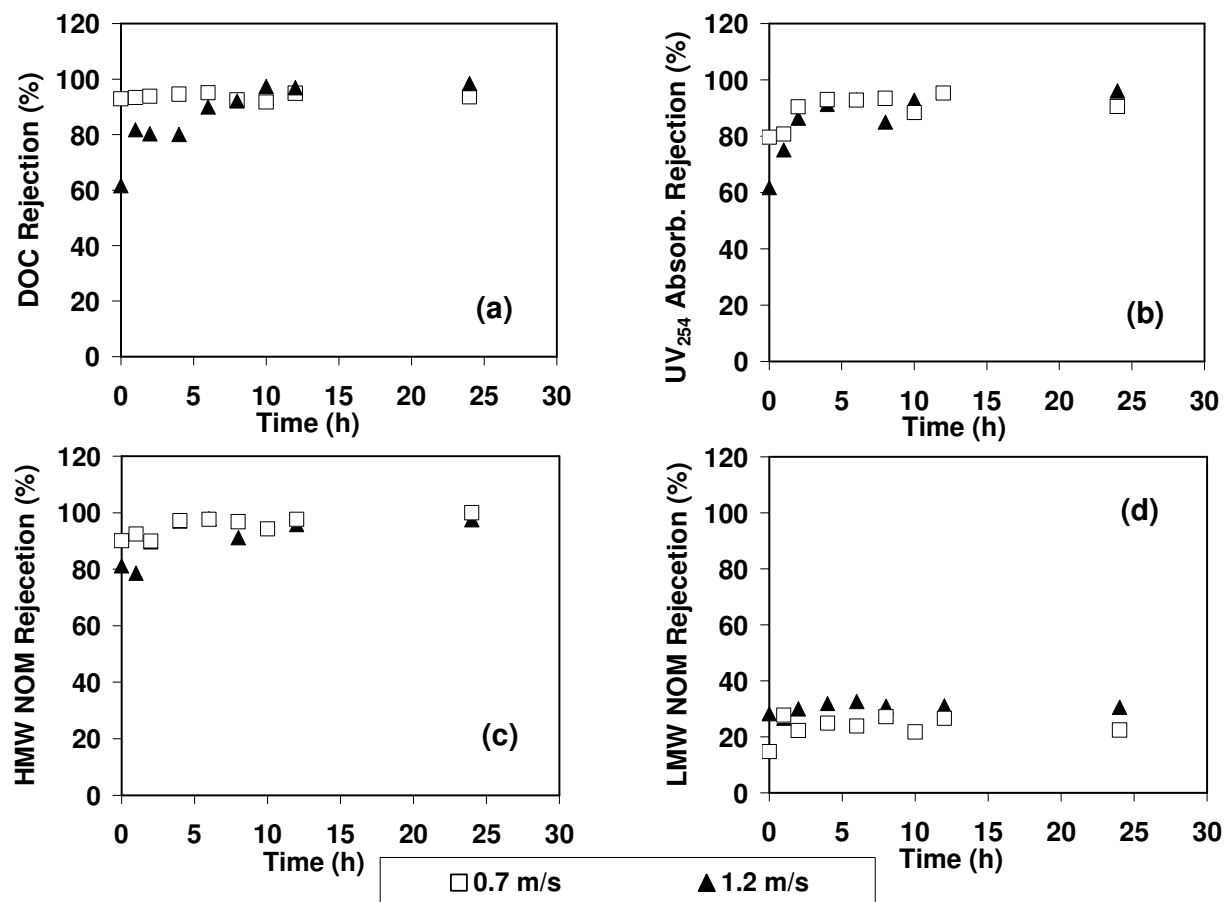 DOC Rejection (%)
120
100
80
60
40
20
0
(a)
0 5 10 15 20 25 30
Time (h)
UV254 Absorb. Rejection (%)
120
100
80
60
40
20
0
(b)
0 5 10 15 20 25 30
Time (h)
HMW NOM Rejecetion (%)
120
100
80
60
40
20
0
(c)
0 5 10 15 20 25 30
Time (h)
LMW NOM Rejecetion (%)
120
100
80
60
40
20
0
(d)
0 5 10 15 20 25 30
Time (h)
0.7 m/s 1.2 m/s